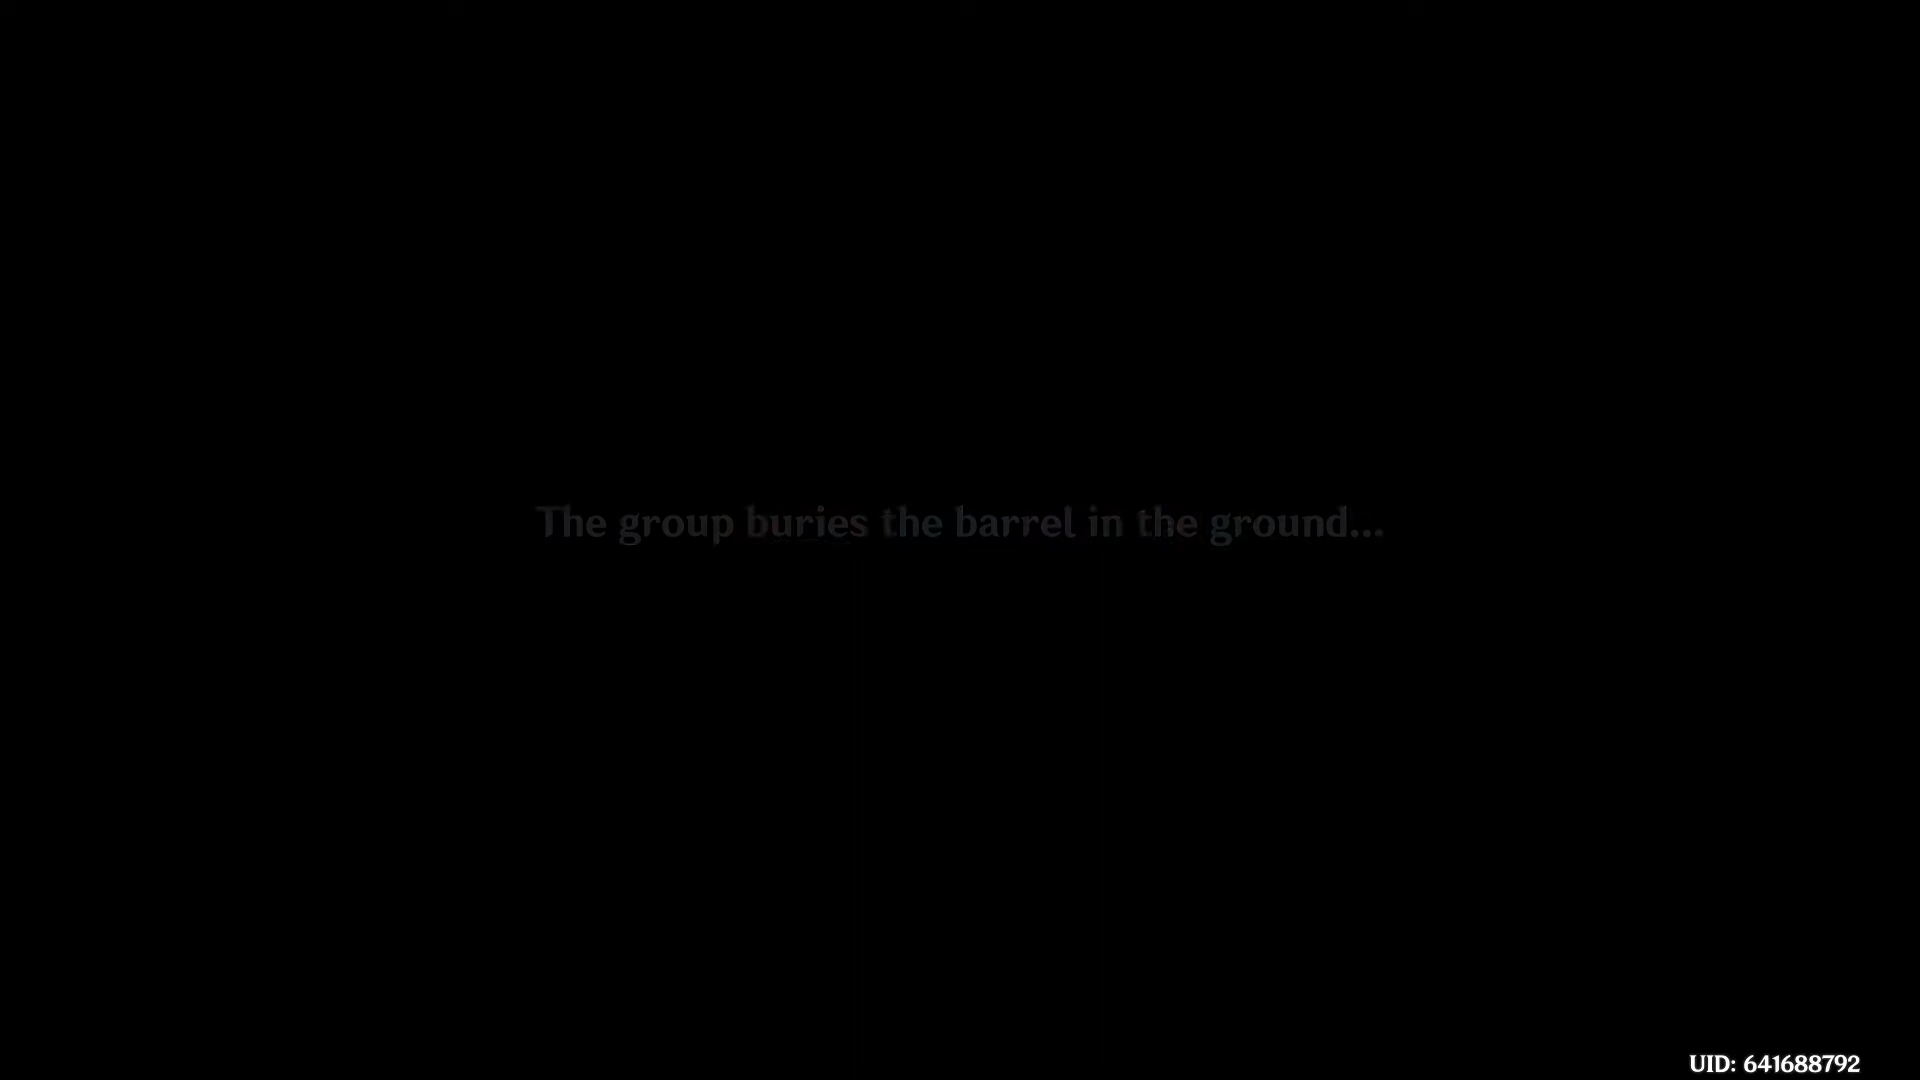 The group buries the barrel in the ground...
UID: 641688792